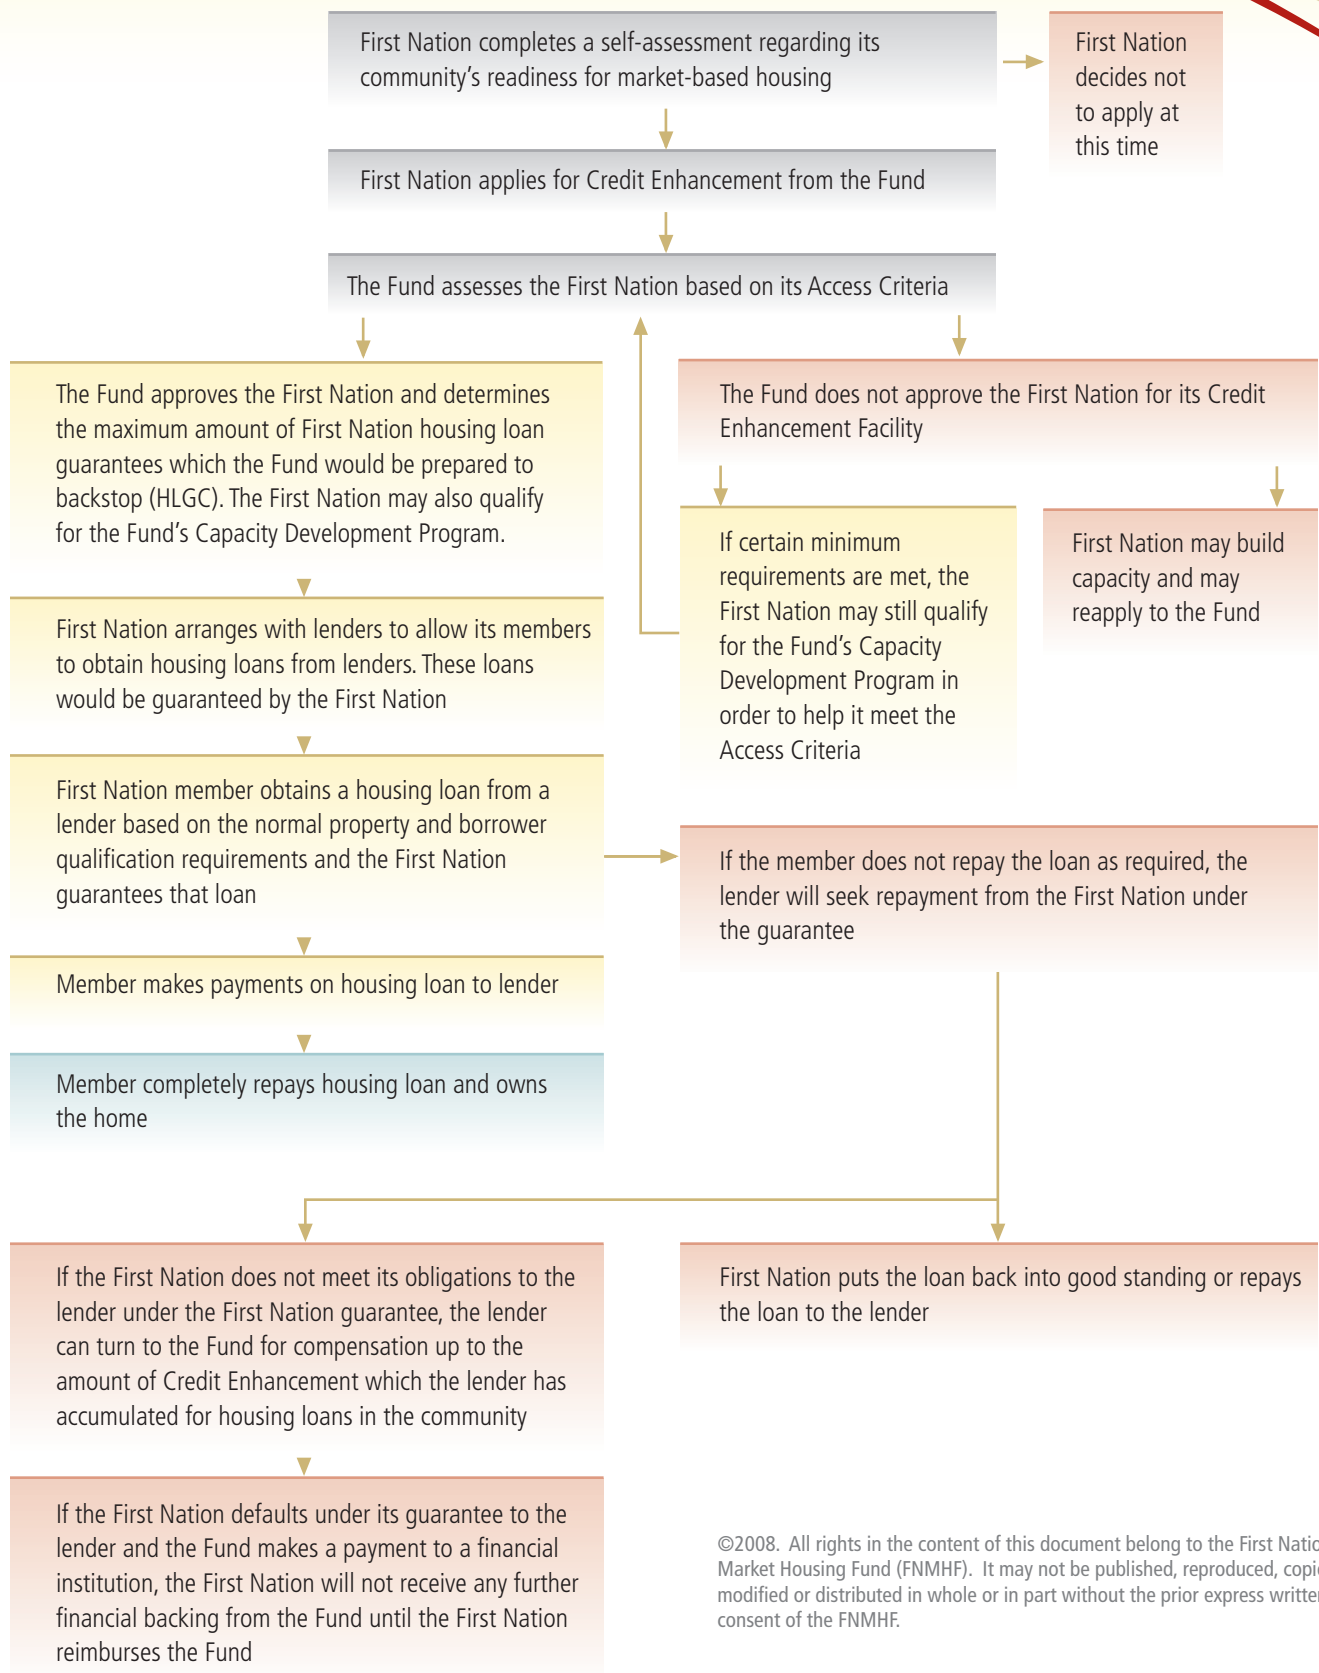 First Nation completes a self-assessment regarding its
community's readiness for market-based housing
First Nation
decides not
to apply at
this time
First Nation applies for Credit Enhancement from the Fund
The Fund assesses the First Nation based on its Access Criteria
The Fund approves the First Nation and determines
the maximum amount of First Nation housing loan
guarantees which the Fund would be prepared to
backstop (HLGC). The First Nation may also qualify
for the Fund's Capacity Development Program.
The Fund does not approve the First Nation for its Credit
Enhancement Facility
If certain minimum
requirements are met, the
First Nation may still qualify
for the Fund's Capacity
Development Program in
order to help it meet the
Access Criteria
First Nation may build
capacity and may
reapply to the Fund
First Nation arranges with lenders to allow its members
to obtain housing loans from lenders. These loans
would be guaranteed by the First Nation
First Nation member obtains a housing loan from a
lender based on the normal property and borrower
qualification requirements and the First Nation
guarantees that loan
If the member does not repay the loan as required, the
lender will seek repayment from the First Nation under
the guarantee
Member makes payments on housing loan to lender
Member completely repays housing loan and owns
the home
If the First Nation does not meet its obligations to the
lender under the First Nation guarantee, the lender
can turn to the Fund for compensation up to the
amount of Credit Enhancement which the lender has
accumulated for housing loans in the community
First Nation puts the loan back into good standing or repays
the loan to the lender
If the First Nation defaults under its guarantee to the
lender and the Fund makes a payment to a financial
institution, the First Nation will not receive any further
financial backing from the Fund until the First Nation
reimburses the Fund
©2008. All rights in the content of this document belong to the First Natio
Market Housing Fund (FNMHF). It may not be published, reproduced, copi
modified or distributed in whole or in part without the prior express written
consent of the FNMHF.